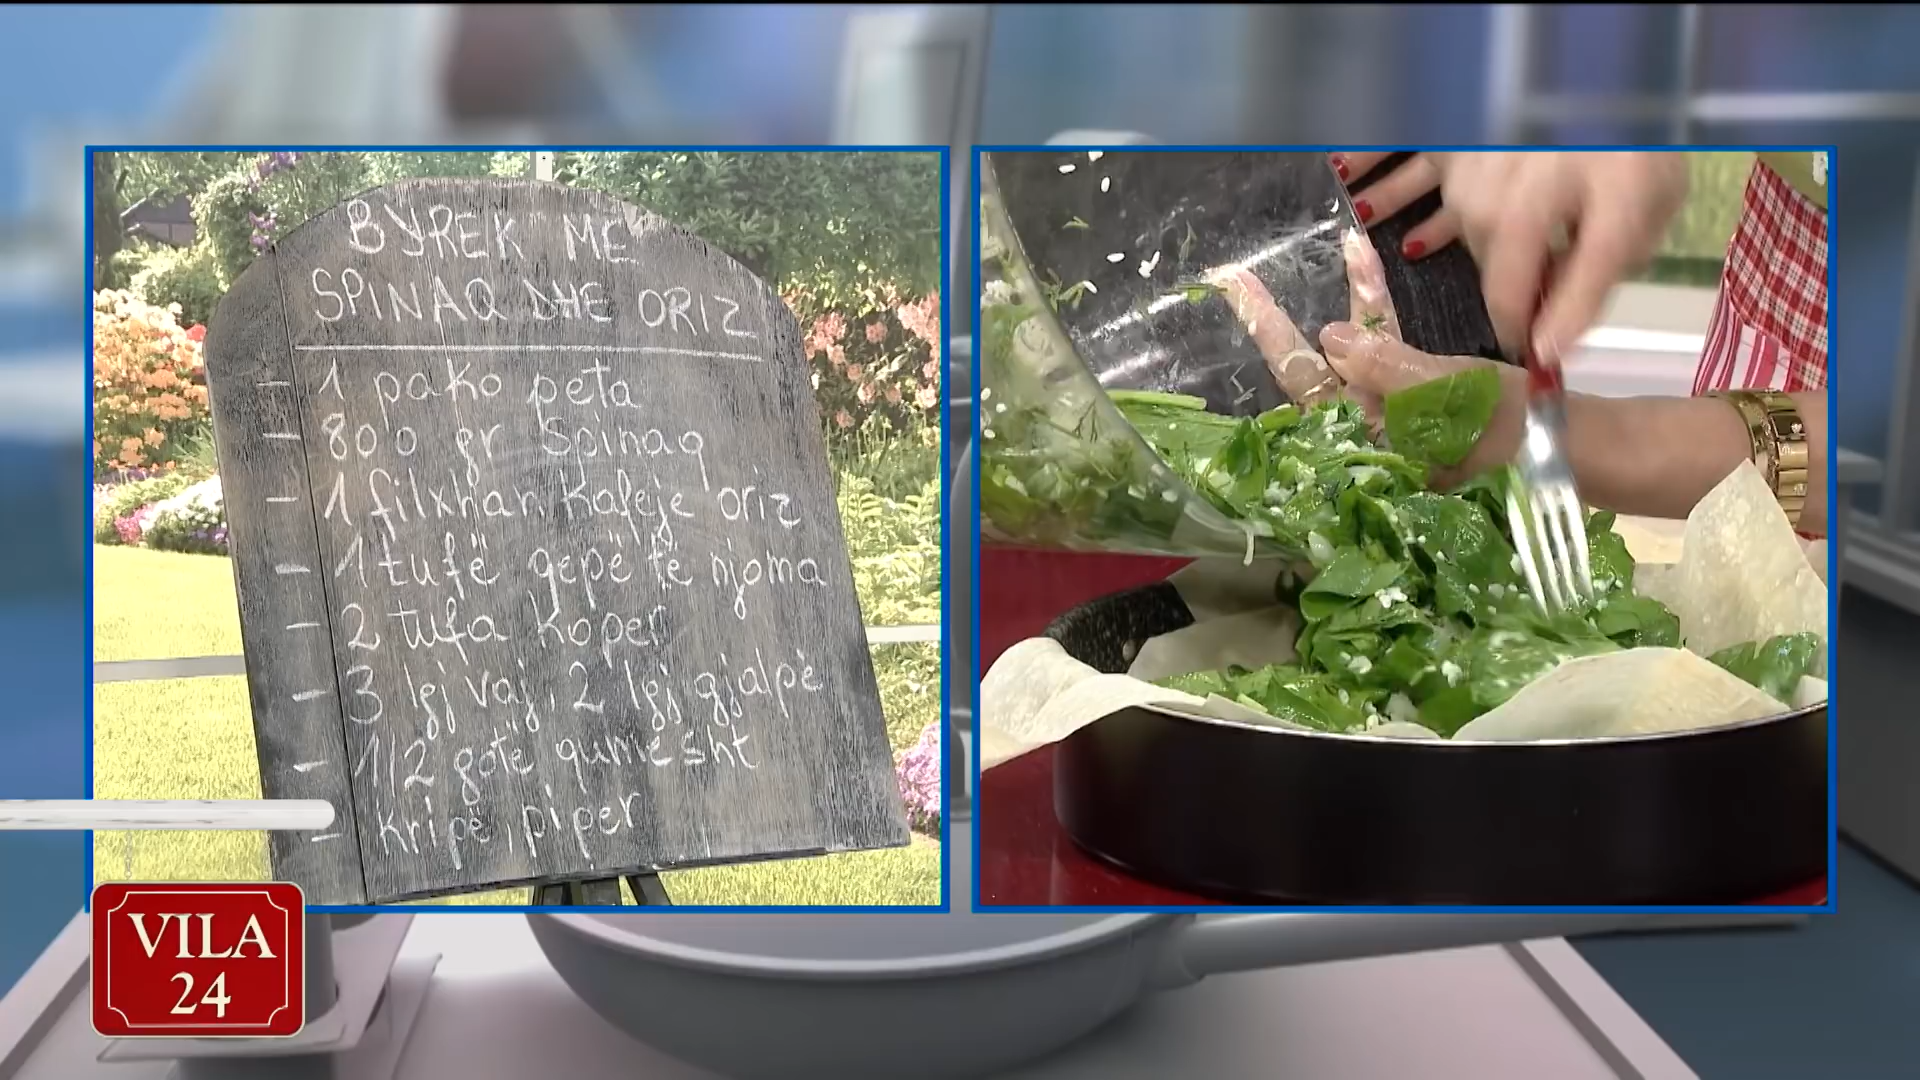 BYREK ME
SPINAQ DHE ORIZ
- 1 pako peta
- 800 gr Spinaq
- 1 filxhan Kafeje oriz
- 1 tufë qepë të njoma
- 2 tufa Koper
- 3 lgj vaj, 2 lgj gjalpë
- 1/2 gotë qumësht
- Kripë, piper
VILA
24